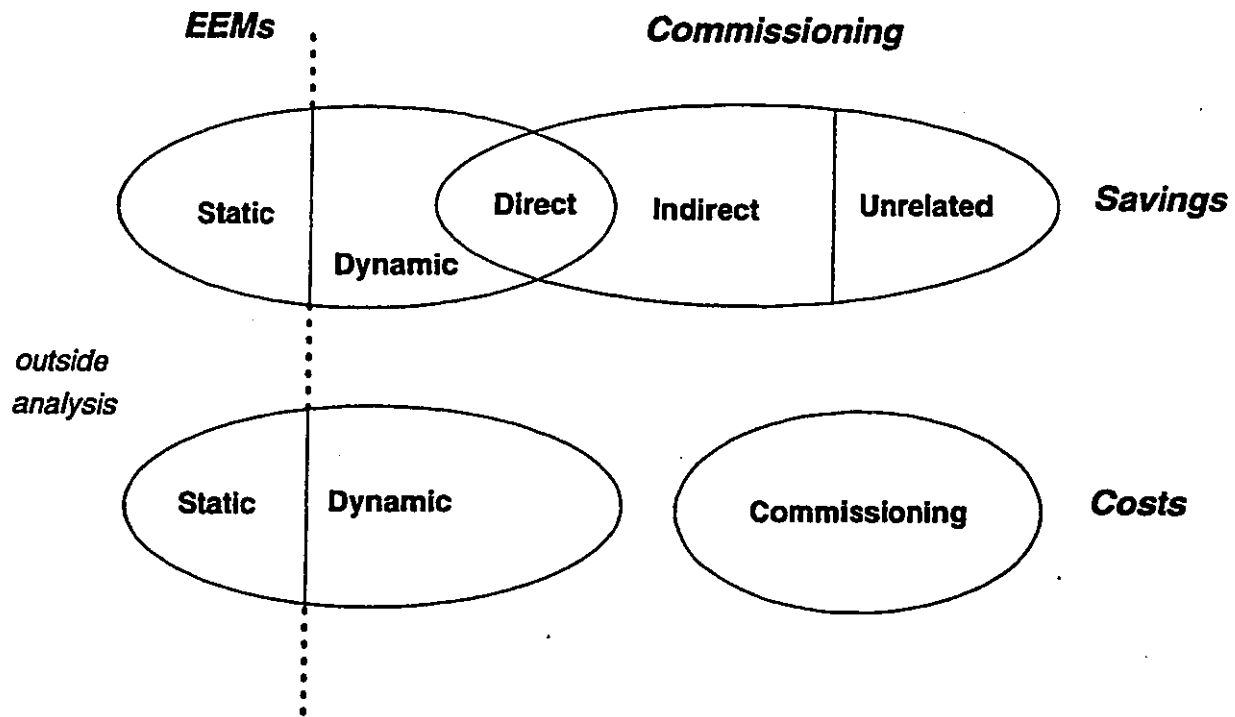 EEMs
Commissioning
Static
Dynamic
Direct
Indirect
Unrelated
Savings
outside
analysis
Static
Dynamic
Commissioning
Costs